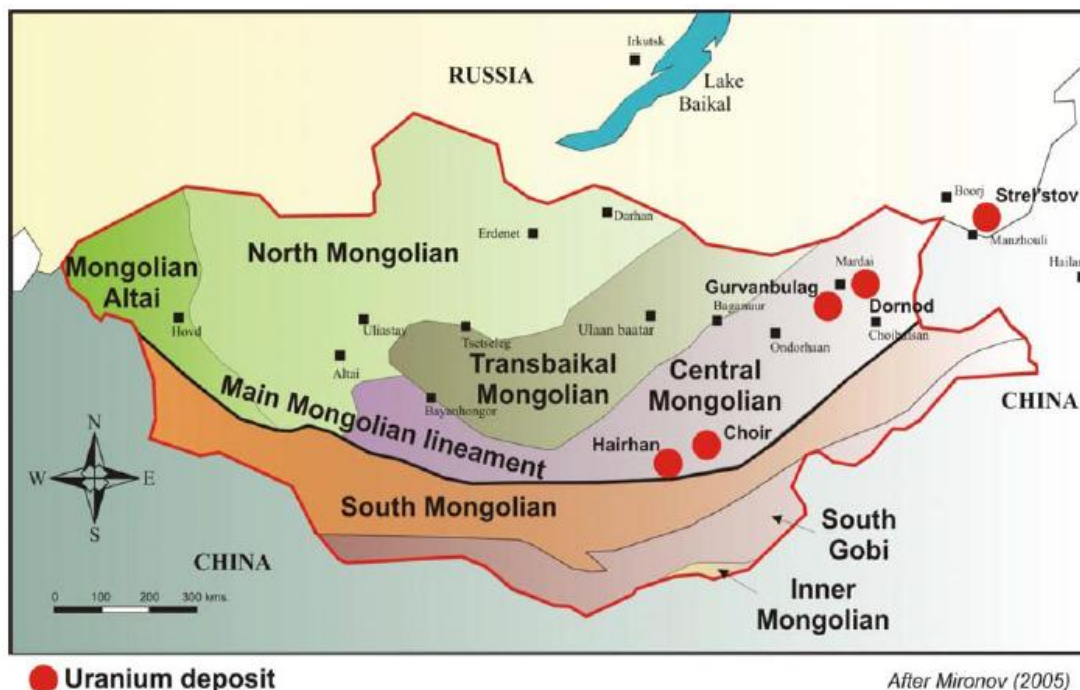 Irkutsk
RUSSIA
Lake
Baikal
Boorj
Strel'stov
Manzhouli
Hailar
Darhan
Erdenet
North Mongolian
Mongolian
Altai
Hovd
Uliastay
Tsetseleg
Altai
Ulaan baatar
Baganuur
Mardai
Gurvanbulag
Dornod
Choibalsan
Ondorhaan
Transbaikal
Mongolian
Central
Mongolian
Bayanhongor
Main Mongolian lineament
Hairhan
Choir
CHINA
South Mongolian
South
Gobi
Inner
Mongolian
CHINA
N
W
E
S
0 100 200 300 kms.
Uranium deposit
After Mironov (2005)